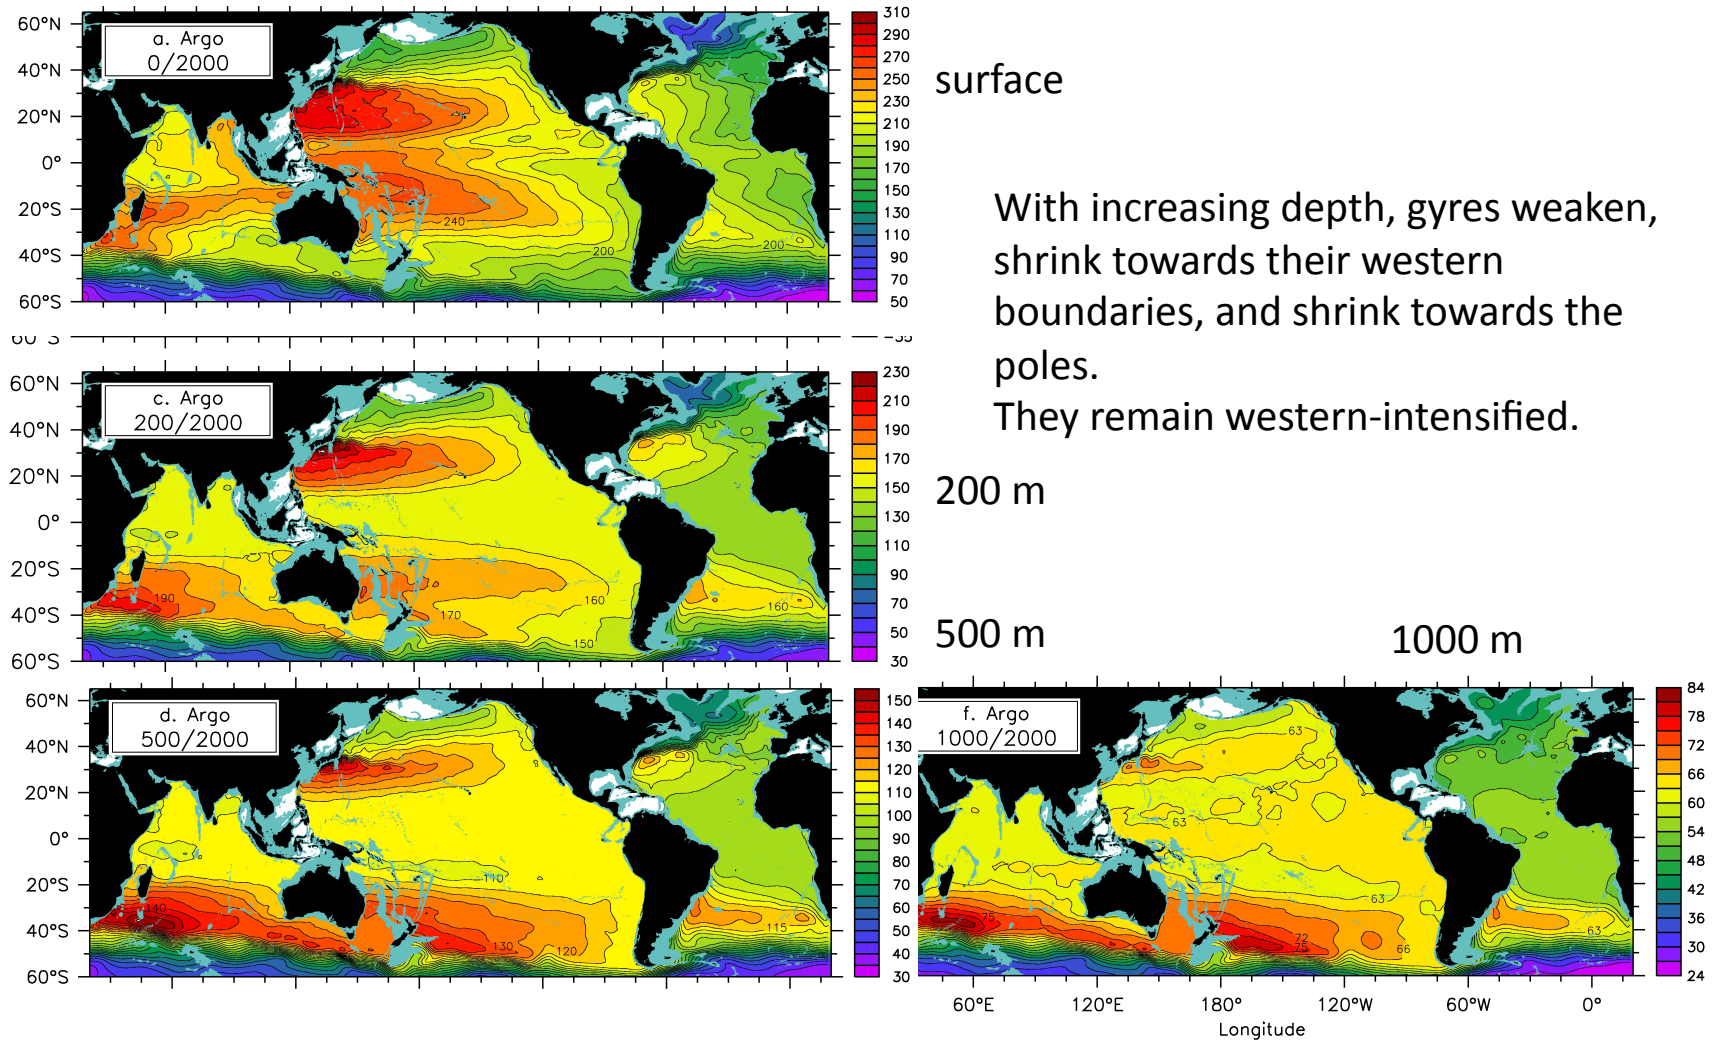 60°N
40°N
20°N
0°
20°S
40°S
60°S
a. Argo
0/2000
240
200
200
310
290
270
250
230
210
190
170
150
130
110
90
70
50
surface
With increasing depth, gyres weaken,
shrink towards their western
boundaries, and shrink towards the
poles.
They remain western-intensified.
60°S
-35
60°N
40°N
20°N
0°
20°S
40°S
60°S
c. Argo
200/2000
190
170
160
150
160
230
210
190
170
150
130
110
90
70
50
30
200 m
500 m
1000 m
60°N
40°N
20°N
0°
20°S
40°S
60°S
d. Argo
500/2000
140
110
130
120
115
150
140
130
120
110
100
90
80
70
60
50
40
30
f. Argo
1000/2000
63
63
63
75
72
75
66
63
84
78
72
66
60
54
48
42
36
30
24
60°E
120°E
180°
120°W
60°W
0°
Longitude